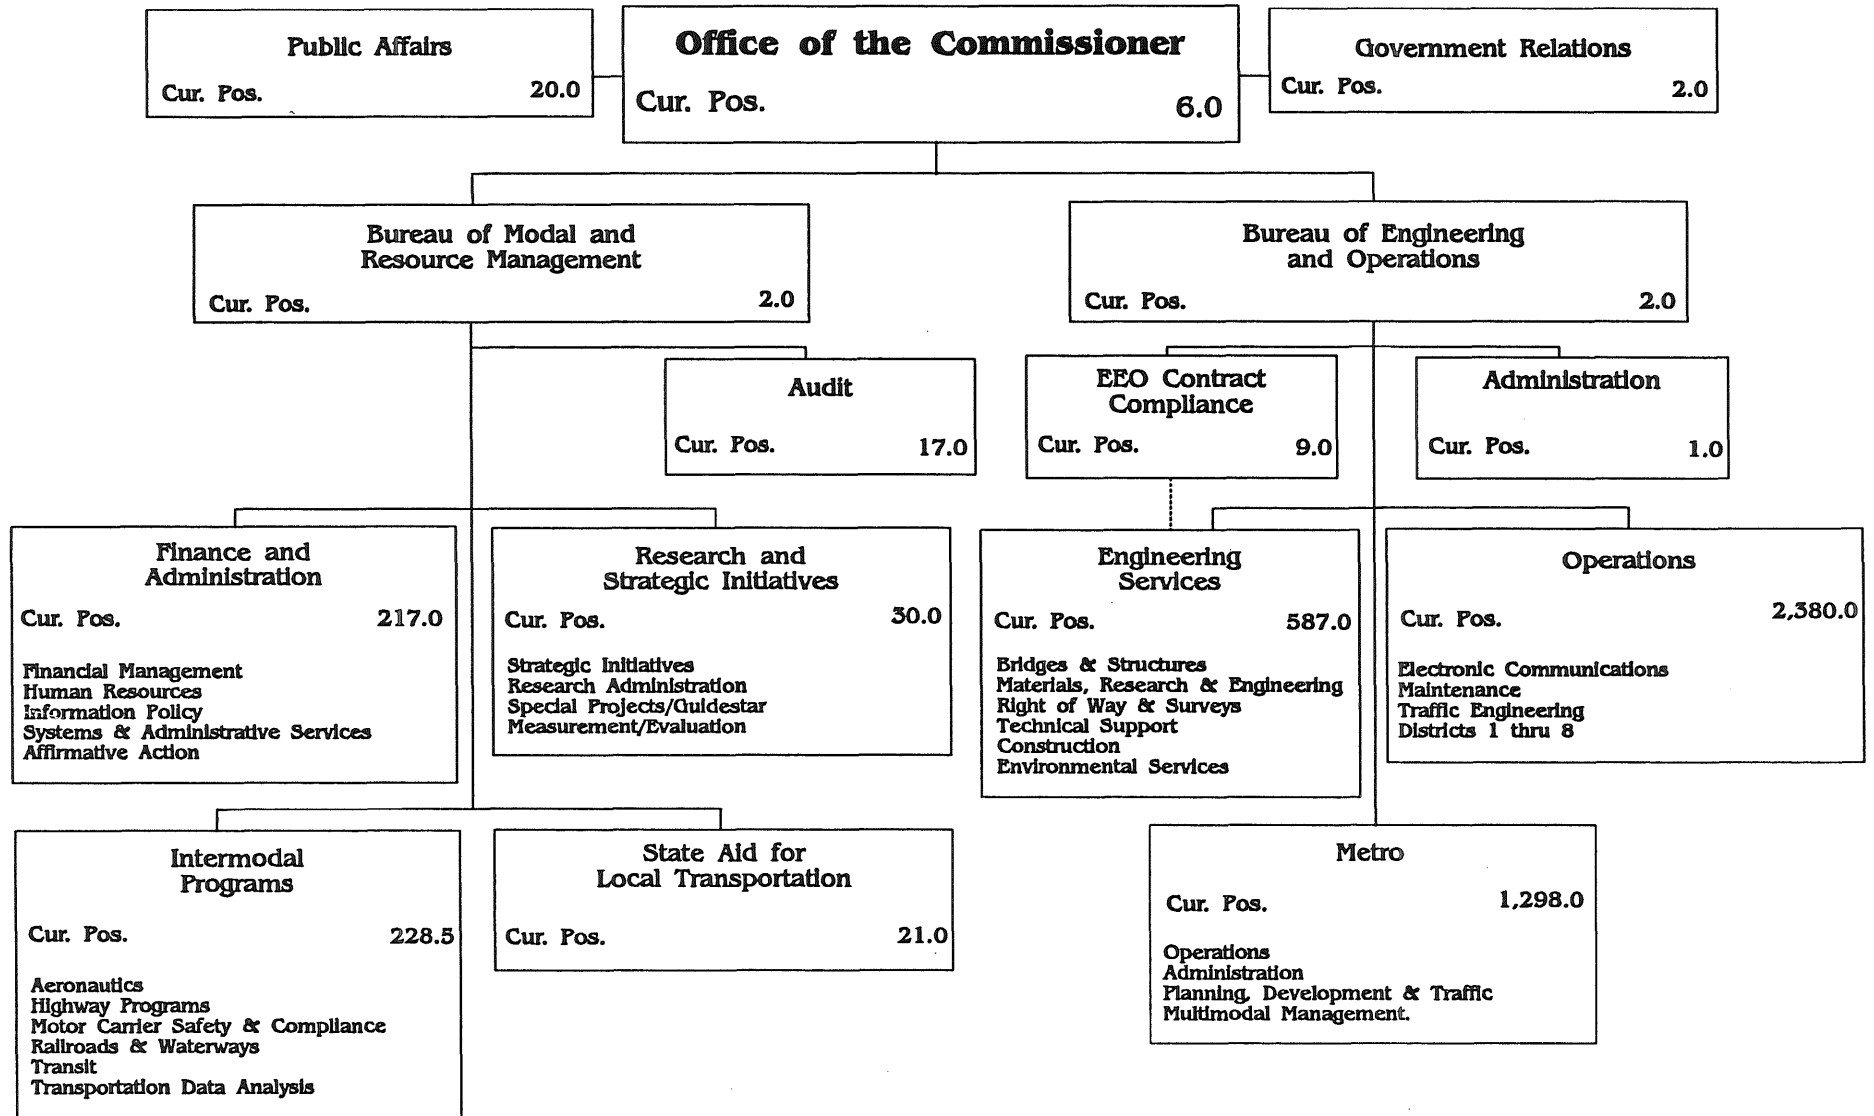 Public Affairs
Cur. Pos. 20.0
Office of the Commissioner
Cur. Pos. 6.0
Government Relations
Cur. Pos. 2.0
Bureau of Modal and
Resource Management
Cur. Pos. 2.0
Bureau of Engineering
and Operations
Cur. Pos. 2.0
Audit
Cur. Pos. 17.0
EEO Contract
Compliance
Cur. Pos. 9.0
Administration
Cur. Pos. 1.0
Finance and
Administration
Cur. Pos. 217.0
Financial Management
Human Resources
Information Policy
Systems & Administrative Services
Affirmative Action
Research and
Strategic Initiatives
Cur. Pos. 30.0
Strategic Initiatives
Research Administration
Special Projects/Guidestar
Measurement/Evaluation
Engineering
Services
Cur. Pos. 587.0
Bridges & Structures
Materials, Research & Engineering
Right of Way & Surveys
Technical Support
Construction
Environmental Services
Operations
Cur. Pos. 2,380.0
Electronic Communications
Maintenance
Traffic Engineering
Districts 1 thru 8
Intermodal
Programs
Cur. Pos. 228.5
Aeronautics
Highway Programs
Motor Carrier Safety & Compliance
Railroads & Waterways
Transit
Transportation Data Analysis
State Aid for
Local Transportation
Cur. Pos. 21.0
Metro
Cur. Pos. 1,298.0
Operations
Administration
Planning, Development & Traffic
Multimodal Management.